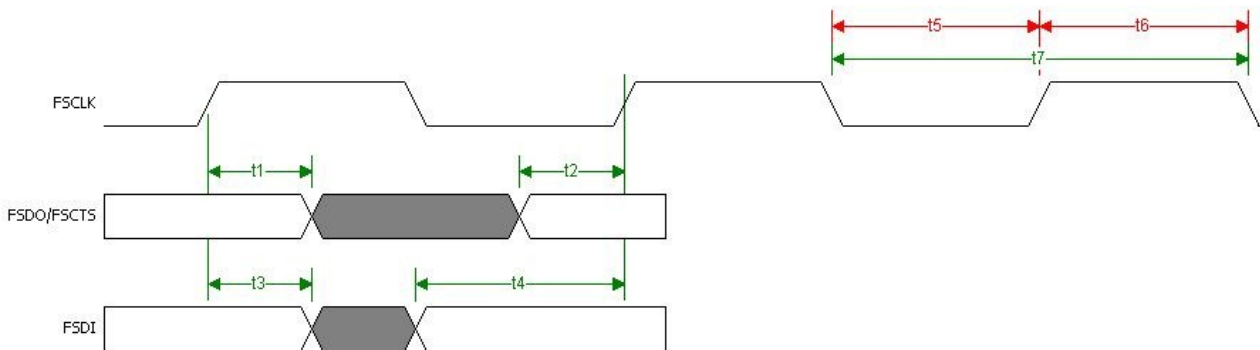 t5
t6
t7
FSCLK
t1
t2
FSDO/FSCTS
t3
t4
FSDI